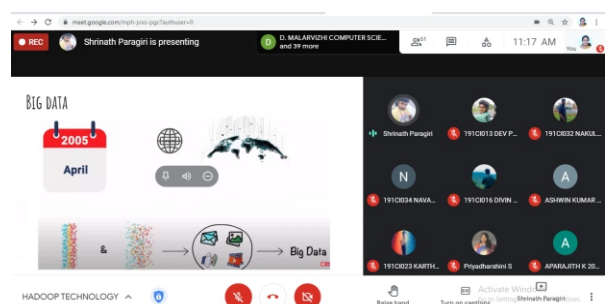 meet.google.com/mph-jvso-pgc?authuser=0
REC
Shrinath Paragiri is presenting
D
D. MALARVIZHI COMPUTER SCIE...
and 39 more
51
11:17 AM
You
BIG DATA
2005
April
&
Big Data
Shrinath Paragiri
191CI013 DEV P...
191CI032 NAKUL...
N
A
191CI034 NAVA...
191CI016 DIVIN ...
ASHWIN KUMAR ...
A
191CI023 KARTH...
Priyadharshini S
APARAJITH K 20...
HADOOP TECHNOLOGY
Raise hand
Turn on captions
Activate Windows
Shrinath Paragiri